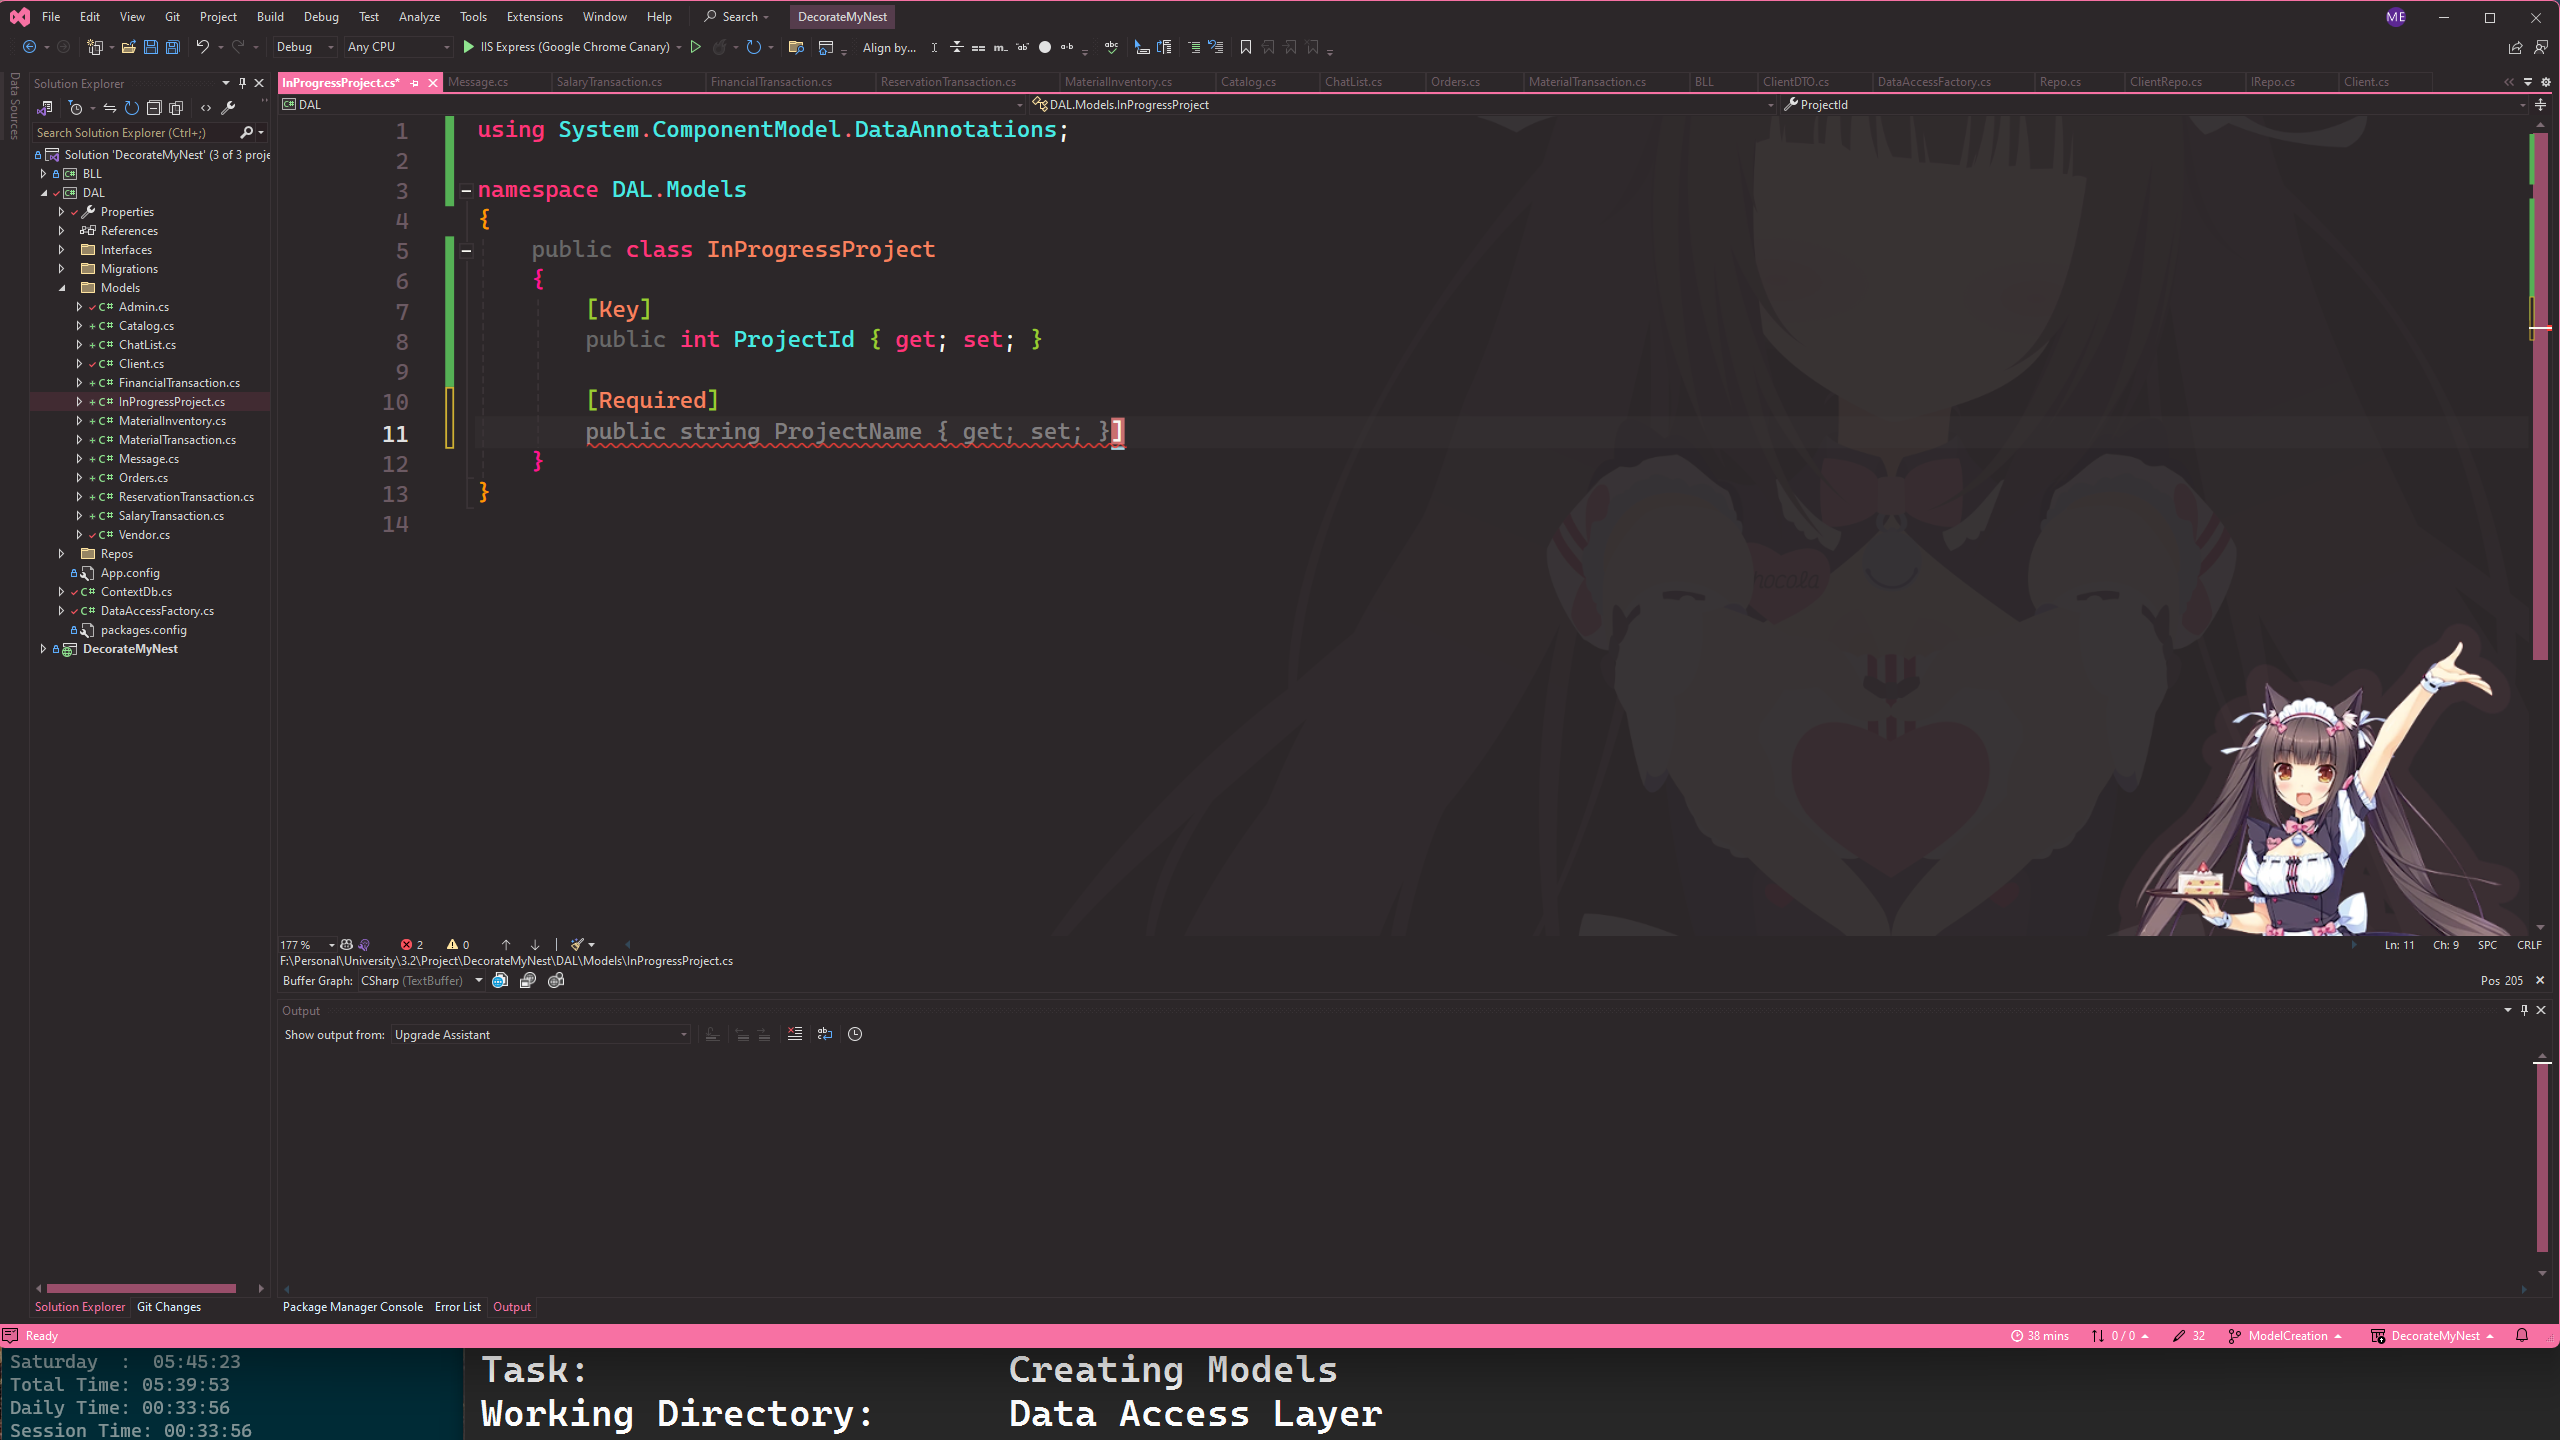 File Edit View Git Project Build Debug Test Analyze Tools Extensions Window Help Search DecorateMyNest ME
Debug Any CPU IIS Express (Google Chrome Canary) Align by...
Data Sources
Solution Explorer
InProgressProject.cs* Message.cs SalaryTransaction.cs FinancialTransaction.cs ReservationTransaction.cs MaterialInventory.cs Catalog.cs ChatList.cs Orders.cs MaterialTransaction.cs BLL ClientDTO.cs DataAccessFactory.cs Repo.cs ClientRepo.cs IRepo.cs Client.cs
DAL DAL.Models.InProgressProject ProjectId
Search Solution Explorer (Ctrl+;)
Solution 'DecorateMyNest' (3 of 3 proje
BLL
DAL
Properties
References
Interfaces
Migrations
Models
C# Admin.cs
C# Catalog.cs
C# ChatList.cs
C# Client.cs
C# FinancialTransaction.cs
C# InProgressProject.cs
C# MaterialInventory.cs
C# MaterialTransaction.cs
C# Message.cs
C# Orders.cs
C# ReservationTransaction.cs
C# SalaryTransaction.cs
C# Vendor.cs
Repos
App.config
C# ContextDb.cs
C# DataAccessFactory.cs
packages.config
DecorateMyNest
1 using System.ComponentModel.DataAnnotations;
2
3 namespace DAL.Models
4 {
5 public class InProgressProject
6 {
7 [Key]
8 public int ProjectId { get; set; }
9
10 [Required]
11 public string ProjectName { get; set; }]
12 }
13 }
14
177 % 2 0 Ln: 11 Ch: 9 SPC CRLF
F:\Personal\University\3.2\Project\DecorateMyNest\DAL\Models\InProgressProject.cs
Buffer Graph: CSharp (TextBuffer) Pos 205
Output
Show output from: Upgrade Assistant
Solution Explorer Git Changes
Package Manager Console Error List Output
Ready 38 mins 0 / 0 32 ModelCreation DecorateMyNest
Saturday : 05:45:23
Total Time: 05:39:53
Daily Time: 00:33:56
Session Time: 00:33:56
Task: Creating Models
Working Directory: Data Access Layer